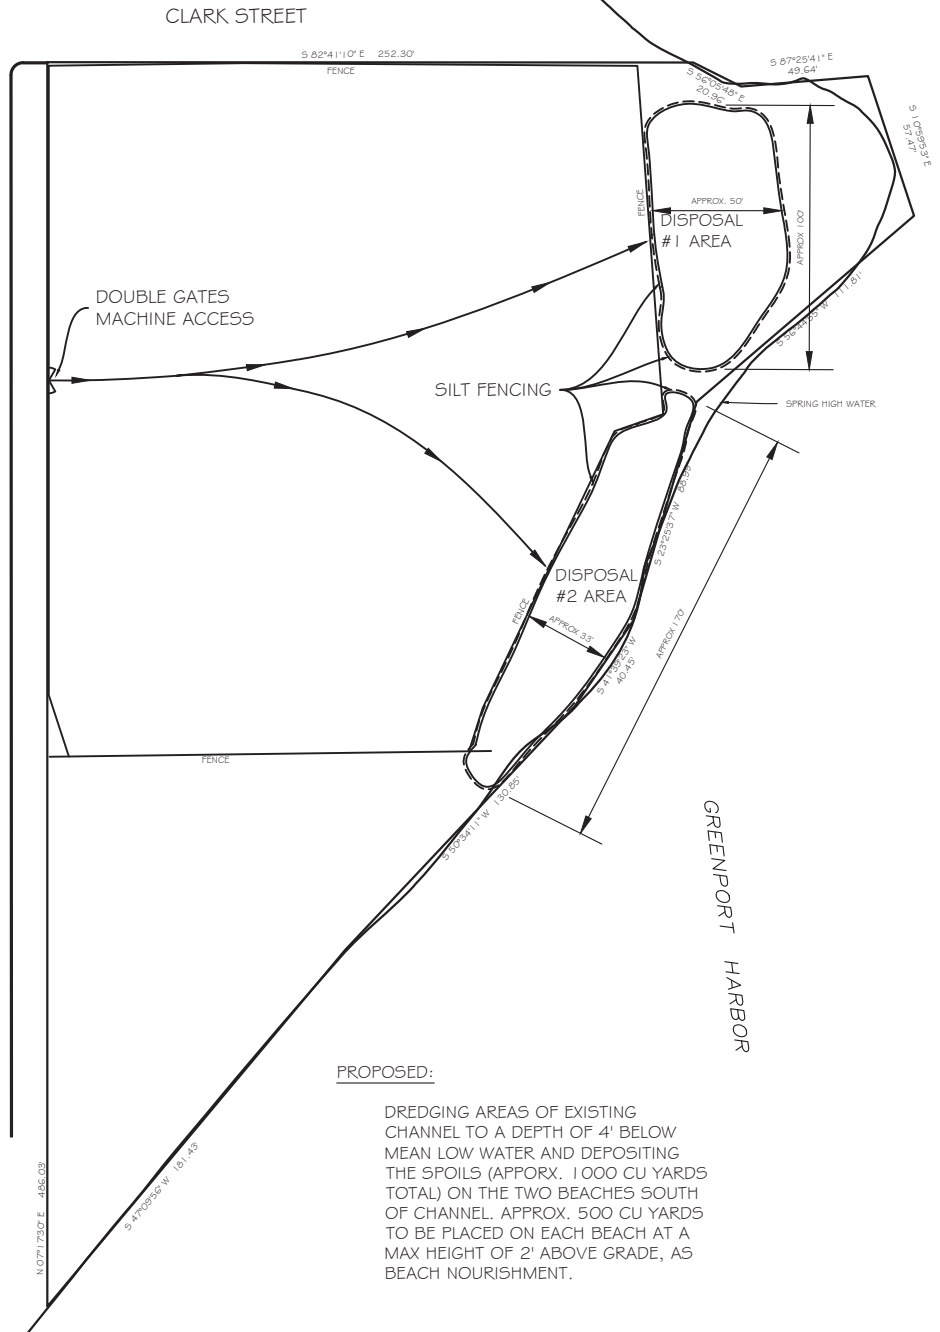 CLARK STREET
S 82°41'10" E 252.30'
FENCE
S 87°25'41" E
49.64'
S 56°05'48" E
20.96'
S 10°59'53" E
57.47'
FENCE
APPROX. 50'
DISPOSAL
#1 AREA
APPROX 100'
DOUBLE GATES
MACHINE ACCESS
S 56°44'35" W 111.81'
SILT FENCING
SPRING HIGH WATER
S 23°25'37" W 68.99'
DISPOSAL
#2 AREA
FENCE
APPROX 33'
APPROX 170'
S 41°39'23" W
40.45'
FENCE
S 50°34'11" W 130.85'
GREENPORT HARBOR
PROPOSED:
DREDGING AREAS OF EXISTING
CHANNEL TO A DEPTH OF 4' BELOW
MEAN LOW WATER AND DEPOSITING
THE SPOILS (APPORX. 1000 CU YARDS
TOTAL) ON THE TWO BEACHES SOUTH
OF CHANNEL. APPROX. 500 CU YARDS
TO BE PLACED ON EACH BEACH AT A
MAX HEIGHT OF 2' ABOVE GRADE, AS
BEACH NOURISHMENT.
S 47°09'56" W 181.43'
N 07°17'30" E 486.03'